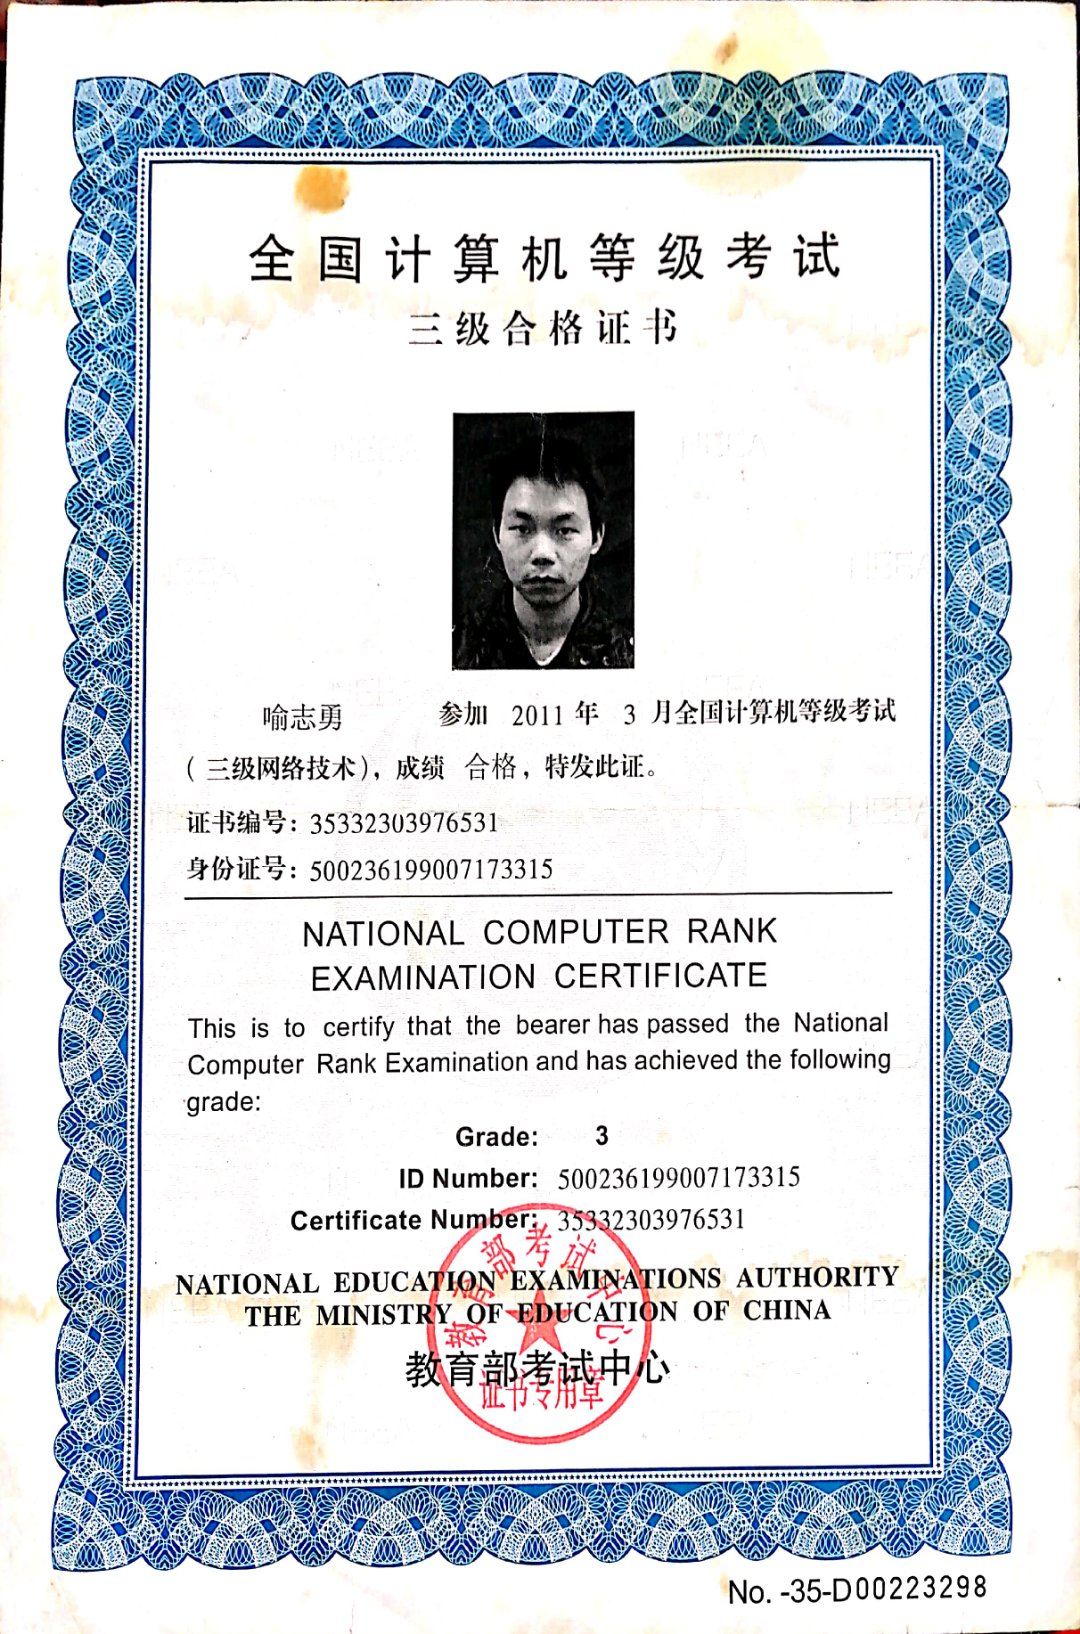 全国计算机等级考试
三级合格证书
喻志勇 参加 2011 年 3 月全国计算机等级考试
(三级网络技术), 成绩 合格, 特发此证。
证书编号: 35332303976531
身份证号: 500236199007173315
NATIONAL COMPUTER RANK
EXAMINATION CERTIFICATE
This is to certify that the bearer has passed the National
Computer Rank Examination and has achieved the following
grade:
Grade: 3
ID Number: 500236199007173315
Certificate Number: 35332303976531
NATIONAL EDUCATION EXAMINATIONS AUTHORITY
THE MINISTRY OF EDUCATION OF CHINA
教育部考试中心
教育部考试中心
证书专用章
No. -35-D00223298